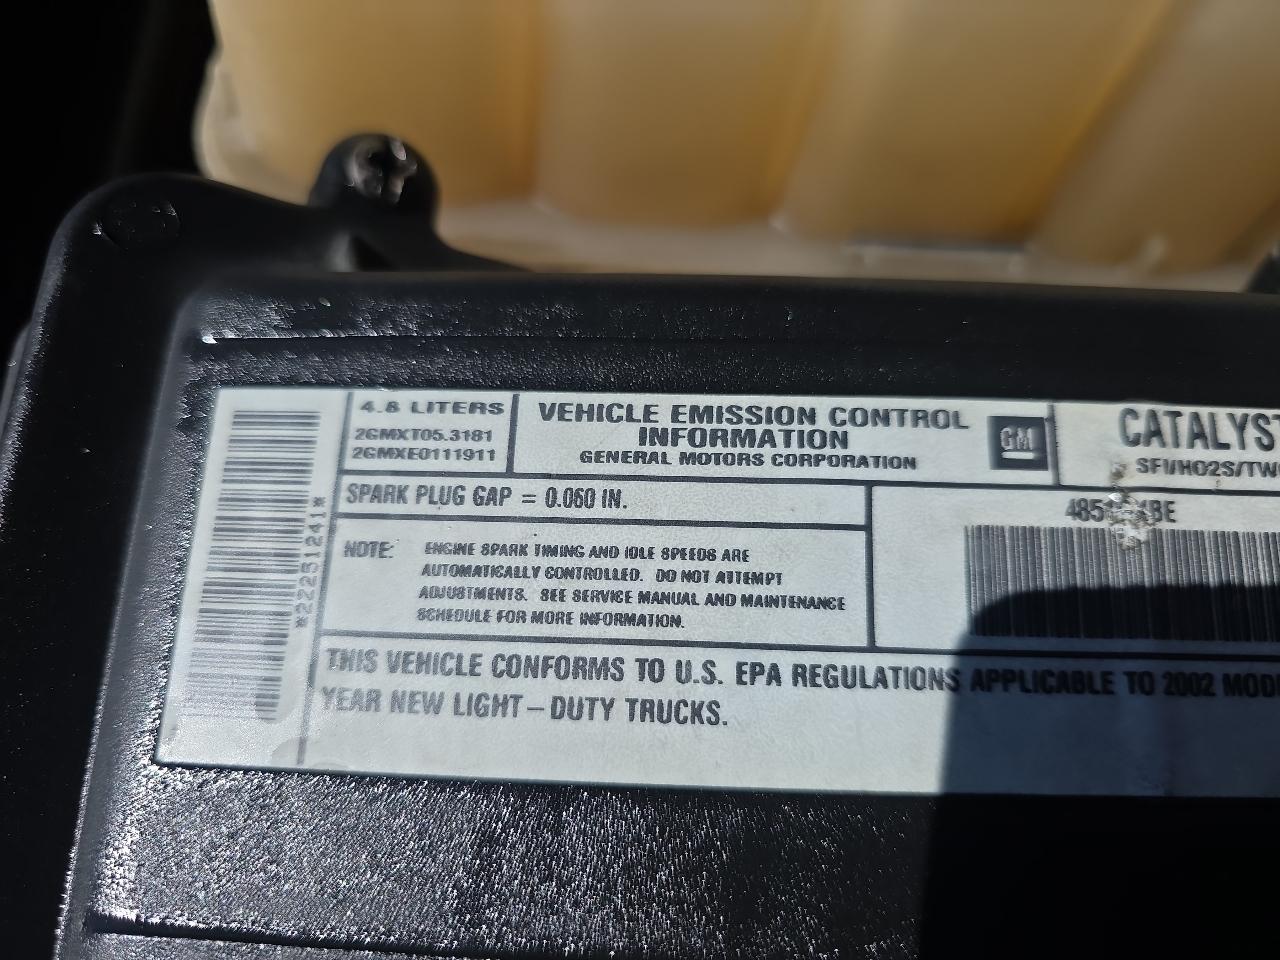 *22251241*
4.8 LITERS
2GMXT05.3181
2GMXE0111911
VEHICLE EMISSION CONTROL
INFORMATION
GENERAL MOTORS CORPORATION
GM
CATALYST
SFI/HO2S/TW
SPARK PLUG GAP = 0.060 IN.
NOTE: ENGINE SPARK TIMING AND IDLE SPEEDS ARE
AUTOMATICALLY CONTROLLED. DO NOT ATTEMPT
ADJUSTMENTS. SEE SERVICE MANUAL AND MAINTENANCE
SCHEDULE FOR MORE INFORMATION.
THIS VEHICLE CONFORMS TO U.S. EPA REGULATIONS APPLICABLE TO 2002 MOD
YEAR NEW LIGHT-DUTY TRUCKS.